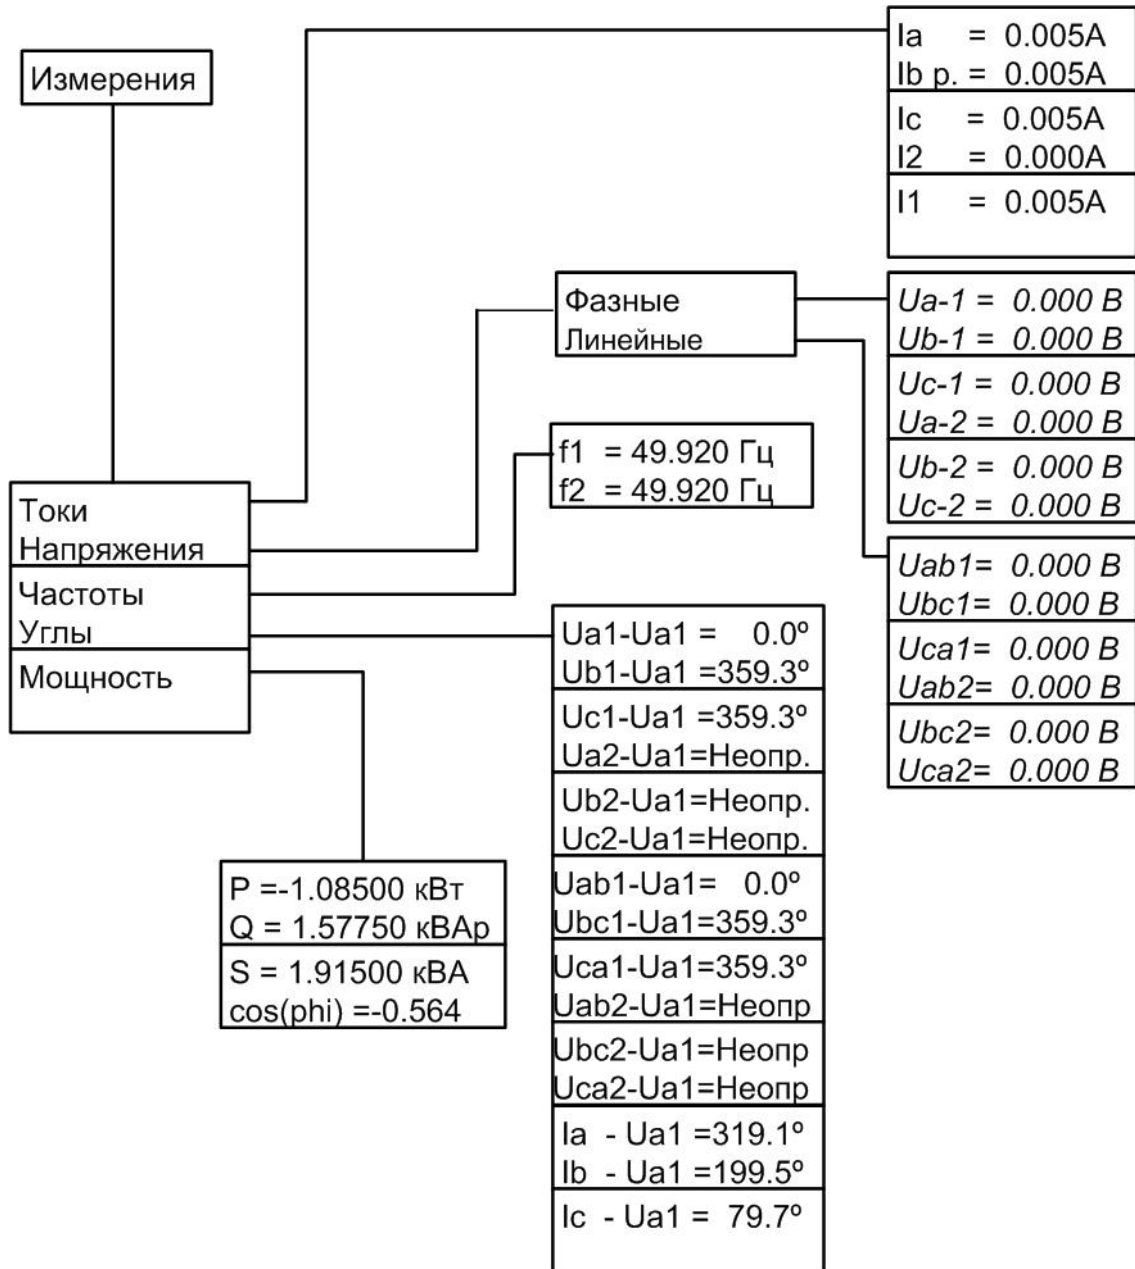 Измерения
Токи
Напряжения
Частоты
Углы
Мощность
Ia = 0.005A
Ib р. = 0.005A
Ic = 0.005A
I2 = 0.000A
I1 = 0.005A
Фазные
Линейные
Ua-1 = 0.000 В
Ub-1 = 0.000 В
Uc-1 = 0.000 В
Ua-2 = 0.000 В
Ub-2 = 0.000 В
Uc-2 = 0.000 В
Uab1= 0.000 В
Ubc1= 0.000 В
Uca1= 0.000 В
Uab2= 0.000 В
Ubc2= 0.000 В
Uca2= 0.000 В
f1 = 49.920 Гц
f2 = 49.920 Гц
Ua1-Ua1 = 0.0º
Ub1-Ua1 =359.3º
Uc1-Ua1 =359.3º
Ua2-Ua1=Неопр.
Ub2-Ua1=Неопр.
Uc2-Ua1=Неопр.
Uab1-Ua1= 0.0º
Ubc1-Ua1=359.3º
Uca1-Ua1=359.3º
Uab2-Ua1=Неопр
Ubc2-Ua1=Неопр
Uca2-Ua1=Неопр
Ia - Ua1 =319.1º
Ib - Ua1 =199.5º
Ic - Ua1 = 79.7º
P =-1.08500 кВт
Q = 1.57750 кВАр
S = 1.91500 кВА
cos(phi) =-0.564